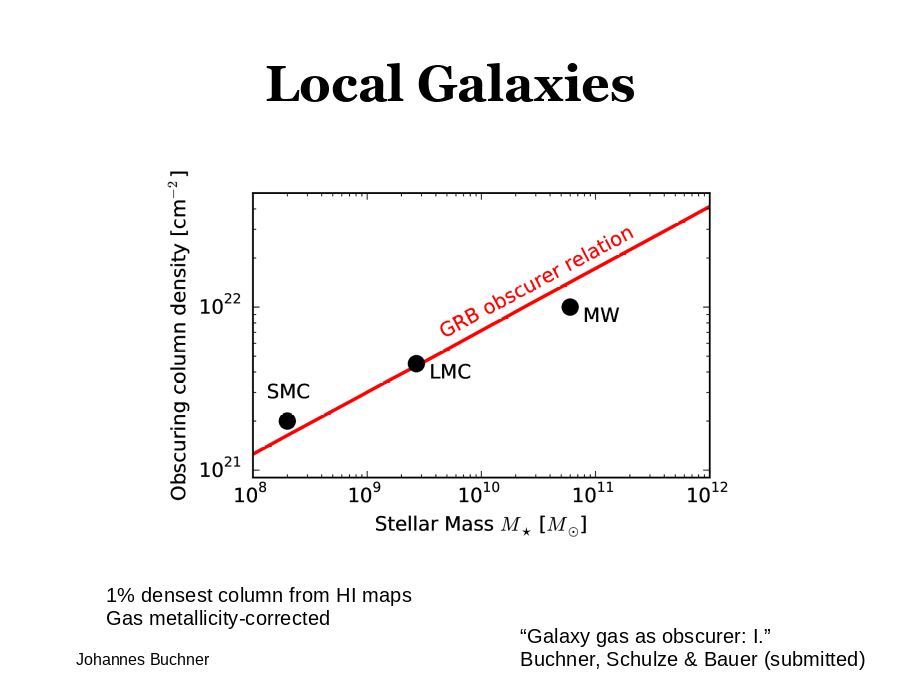 Local Galaxies
Obscuring column density [cm⁻²]
10²²
10²¹
GRB obscurer relation
MW
LMC
SMC
10⁸ 10⁹ 10¹⁰ 10¹¹ 10¹²
Stellar Mass M⋆ [M☉]
1% densest column from HI maps
Gas metallicity-corrected
“Galaxy gas as obscurer: I.”
Buchner, Schulze & Bauer (submitted)
Johannes Buchner